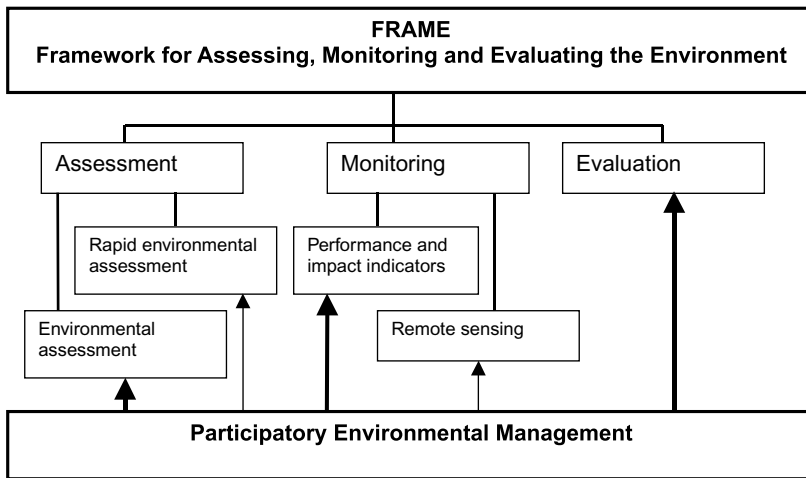 FRAME
Framework for Assessing, Monitoring and Evaluating the Environment
Assessment
Monitoring
Evaluation
Rapid environmental
assessment
Performance and
impact indicators
Environmental
assessment
Remote sensing
Participatory Environmental Management